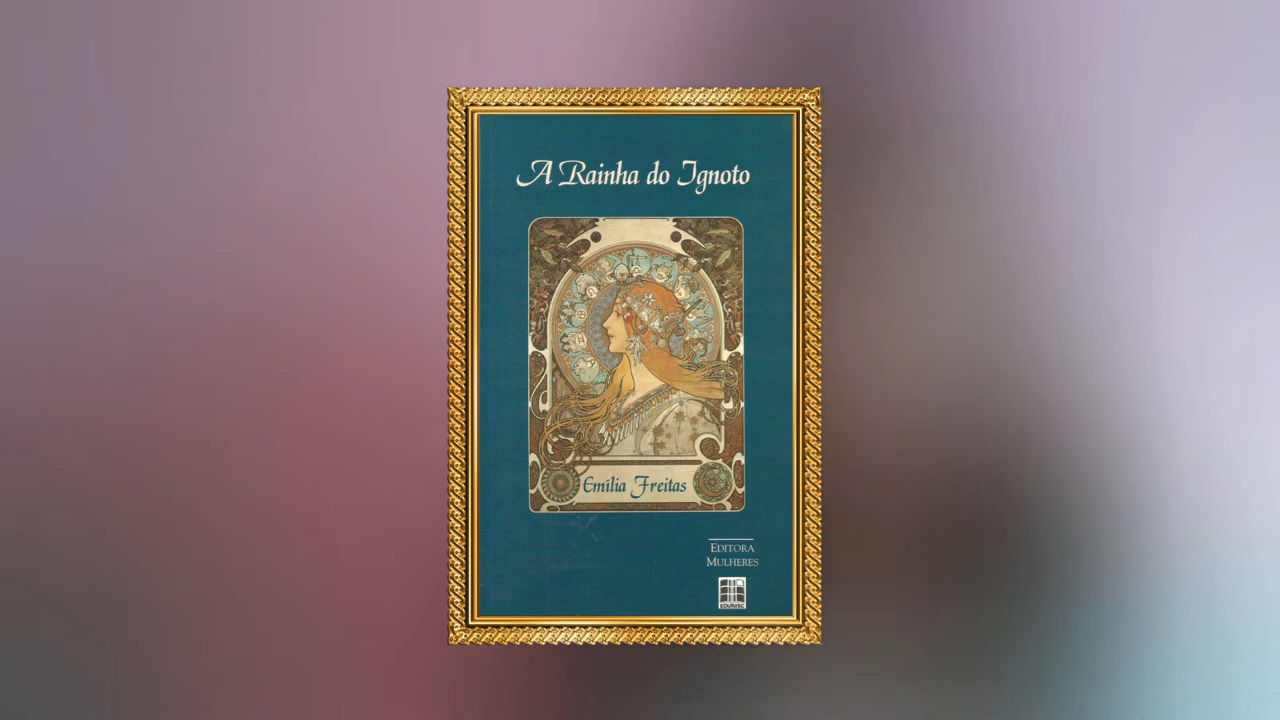 A Rainha do Ignoto
Emília Freitas
EDITORA
MULHERES
EDUNISC